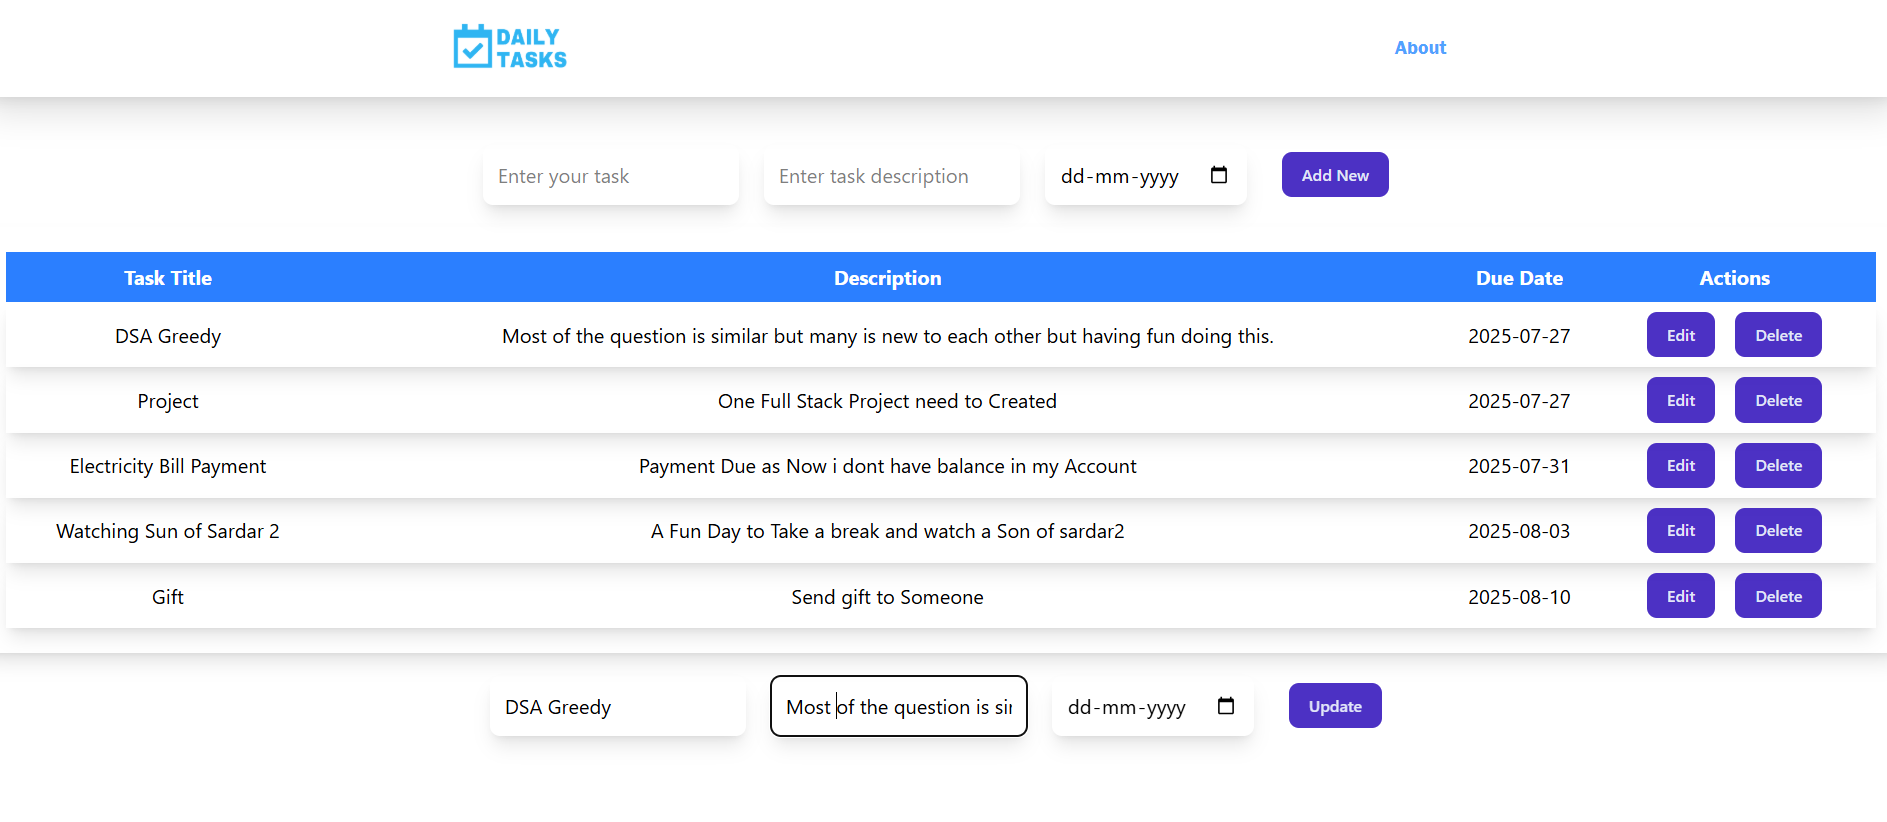 DAILY
TASKS
About
Enter your task Enter task description dd-mm-yyyy Add New
Task Title Description Due Date Actions
DSA Greedy Most of the question is similar but many is new to each other but having fun doing this. 2025-07-27 Edit Delete
Project One Full Stack Project need to Created 2025-07-27 Edit Delete
Electricity Bill Payment Payment Due as Now i dont have balance in my Account 2025-07-31 Edit Delete
Watching Sun of Sardar 2 A Fun Day to Take a break and watch a Son of sardar2 2025-08-03 Edit Delete
Gift Send gift to Someone 2025-08-10 Edit Delete
DSA Greedy Most of the question is dd-mm-yyyy Update